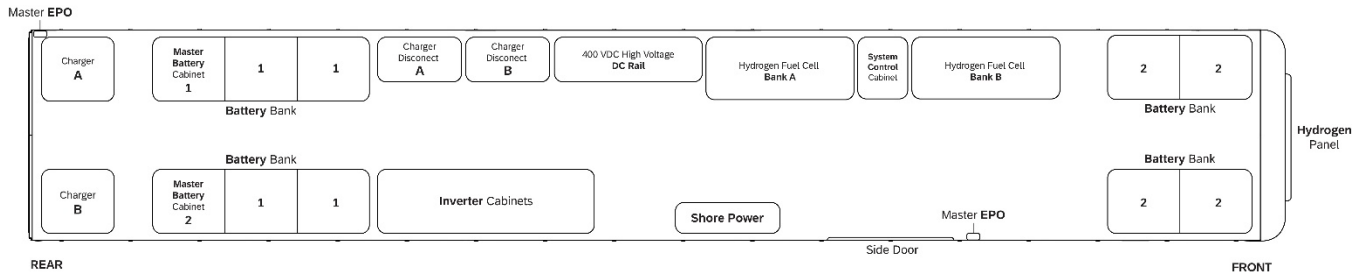 Master EPO
Charger
A
Master
Battery
Cabinet
1
1
1
Battery Bank
Charger
Disconect
A
Charger
Disconect
B
400 VDC High Voltage
DC Rail
Hydrogen Fuel Cell
Bank A
System
Control
Cabinet
Hydrogen Fuel Cell
Bank B
2
2
Battery Bank
Hydrogen
Panel
Charger
B
Battery Bank
Master
Battery
Cabinet
2
1
1
Inverter Cabinets
Shore Power
Side Door
Master EPO
Battery Bank
2
2
REAR
FRONT